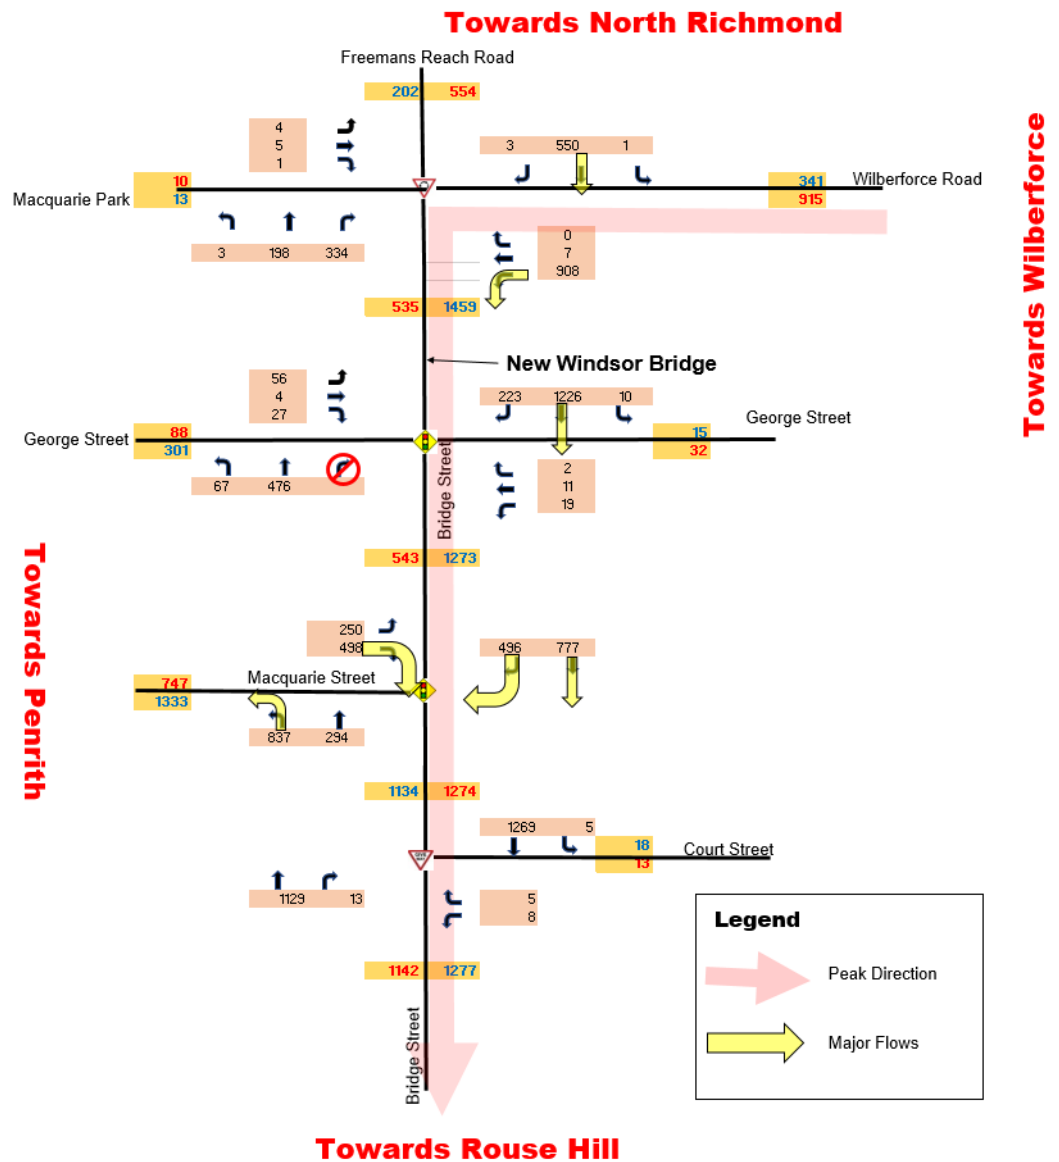 Towards North Richmond
Freemans Reach Road
202 554
4
5
1
3 550 1
10
13
Macquarie Park
341
915
Wilberforce Road
Towards Wilberforce
3 198 334
0
7
908
535 1459
New Windsor Bridge
56
4
27
223 1226 10
George Street
88
301
15
32
George Street
67 476
2
11
19
Bridge Street
543 1273
Towards Penrith
250
498
496 777
Macquarie Street
747
1333
837 294
1134 1274
1269 5
18
13
Court Street
1129 13
5
8
1142 1277
Bridge Street
Legend
Peak Direction
Major Flows
Towards Rouse Hill